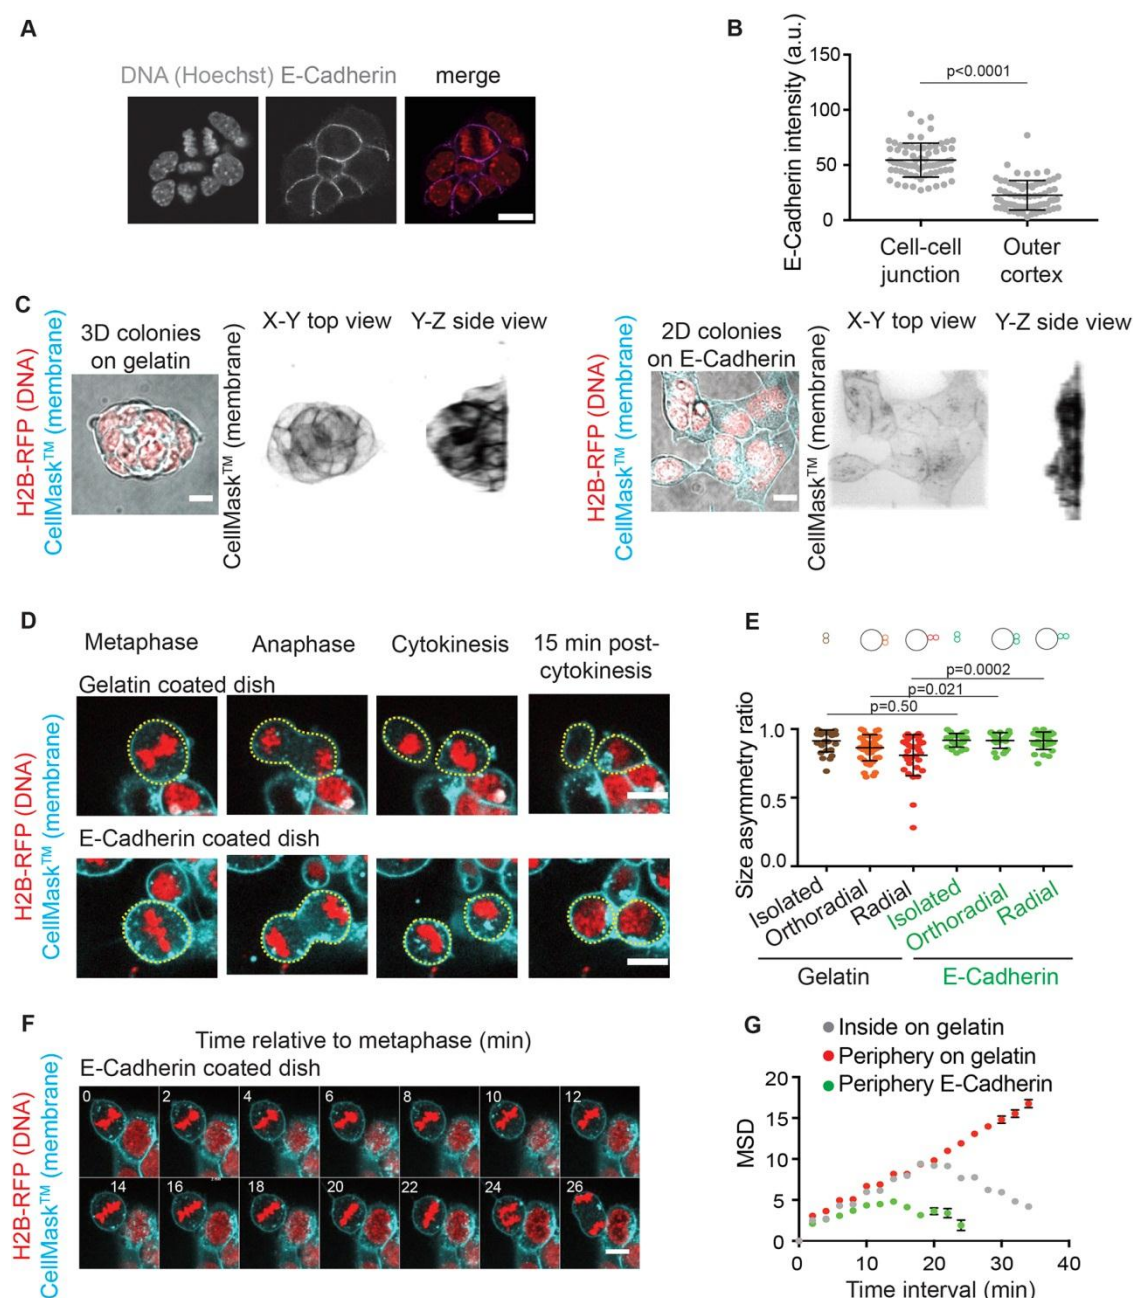 A
DNA (Hoechst) E-Cadherin merge
B
E-Cadherin intensity (a.u.)
150
100
50
0
p<0.0001
Cell-cell
junction
Outer
cortex
C
H2B-RFP (DNA)
CellMask™ (membrane)
3D colonies
on gelatin
CellMask™ (membrane)
X-Y top view
Y-Z side view
H2B-RFP (DNA)
CellMask™ (membrane)
2D colonies
on E-Cadherin
CellMask™ (membrane)
X-Y top view
Y-Z side view
D
H2B-RFP (DNA)
CellMask™ (membrane)
Metaphase
Anaphase
Cytokinesis
15 min post-
cytokinesis
Gelatin coated dish
E-Cadherin coated dish
E
p=0.0002
p=0.021
p=0.50
Size asymmetry ratio
1.0
0.5
0.0
Isolated
Orthoradial
Radial
Isolated
Orthoradial
Radial
Gelatin
E-Cadherin
F
H2B-RFP (DNA)
CellMask™ (membrane)
Time relative to metaphase (min)
E-Cadherin coated dish
0 2 4 6 8 10 12
14 16 18 20 22 24 26
G
Inside on gelatin
Periphery on gelatin
Periphery E-Cadherin
MSD
20
15
10
5
0
0 10 20 30 40
Time interval (min)